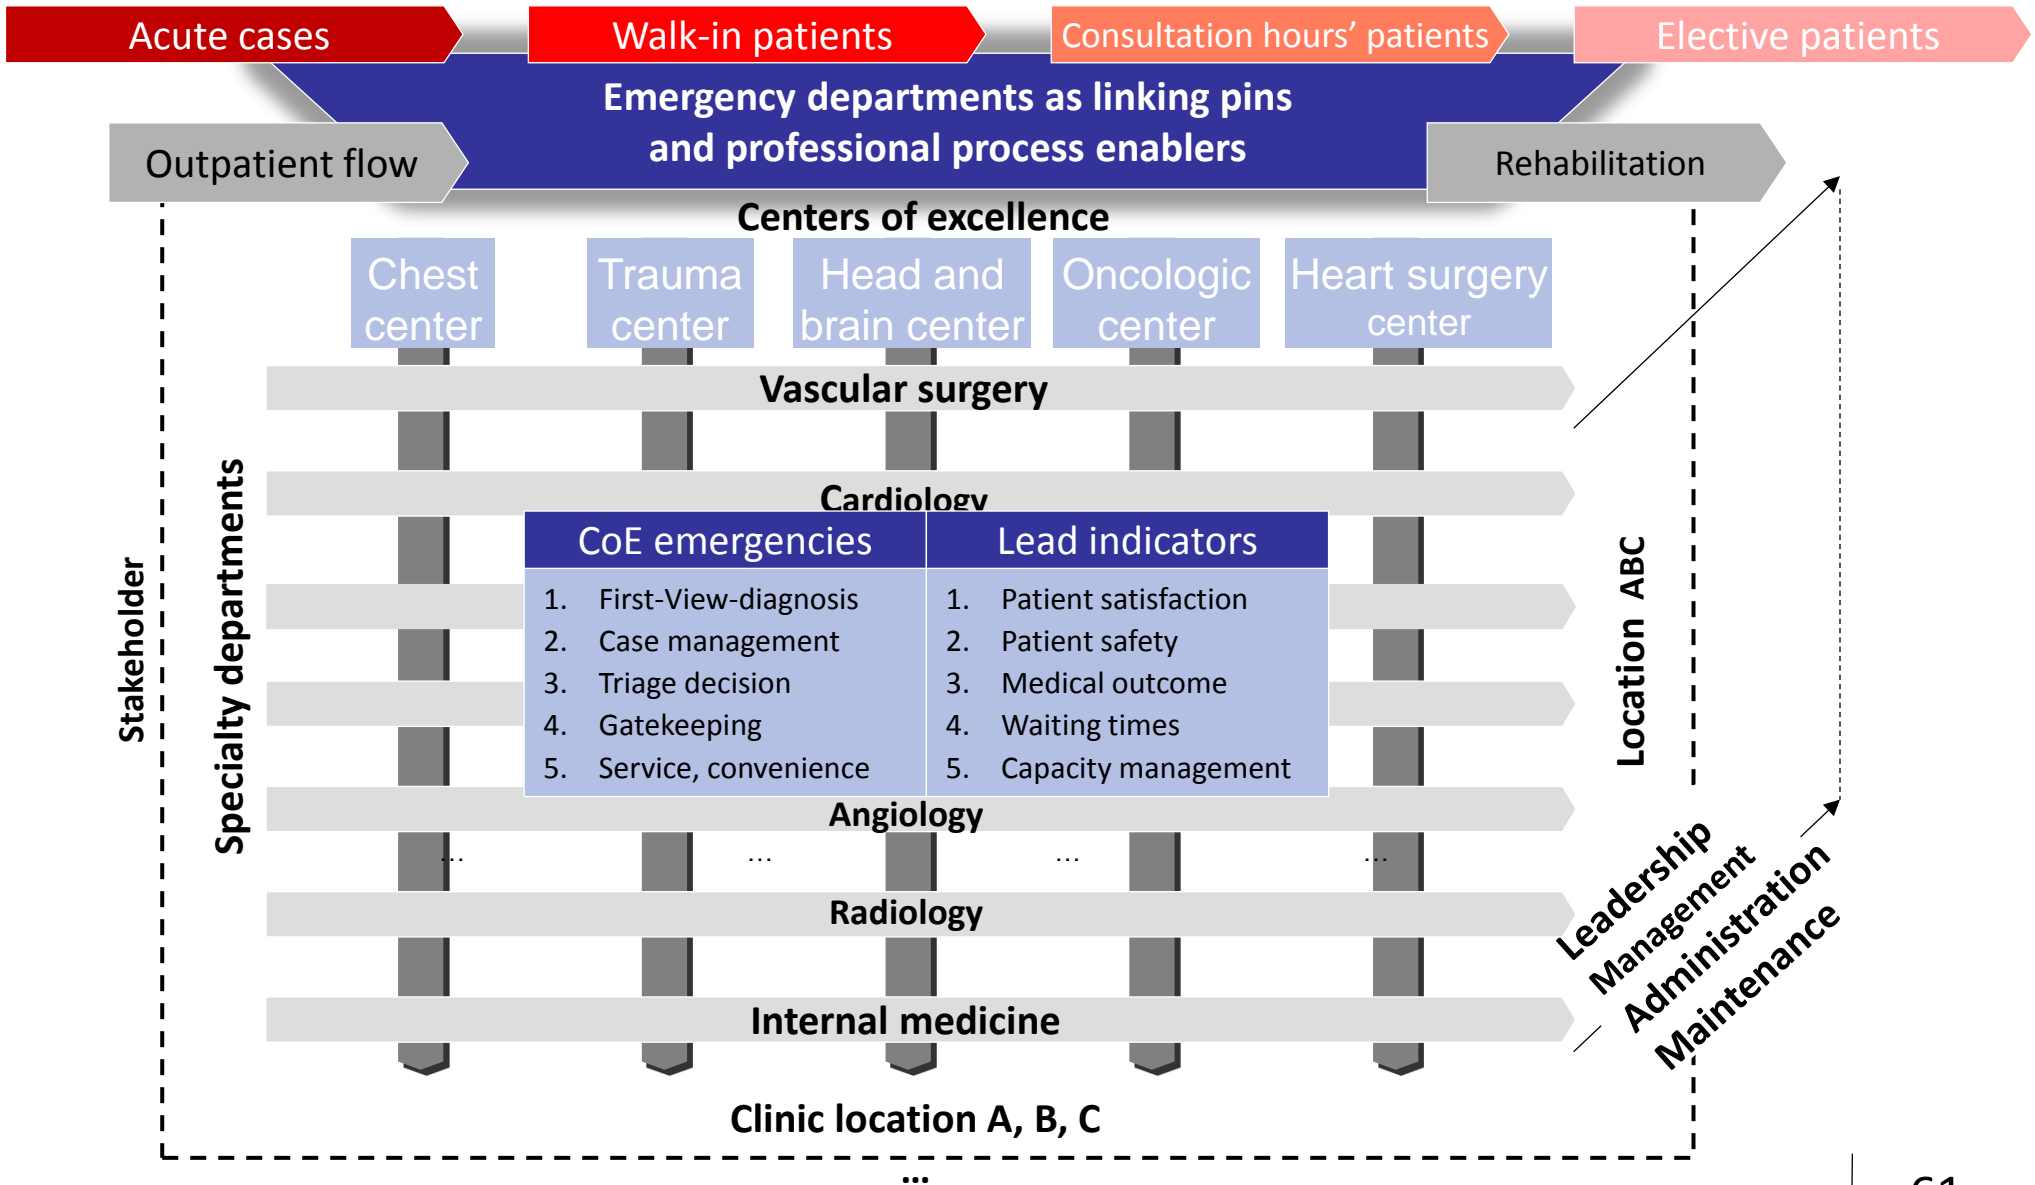 Acute cases
Walk-in patients
Consultation hours’ patients
Elective patients
Emergency departments as linking pins
and professional process enablers
Outpatient flow
Rehabilitation
Centers of excellence
Chest
center
Trauma
center
Head and
brain center
Oncologic
center
Heart surgery
center
Vascular surgery
Cardiology
Stakeholder
Specialty departments
CoE emergencies
1. First-View-diagnosis
2. Case management
3. Triage decision
4. Gatekeeping
5. Service, convenience
Lead indicators
1. Patient satisfaction
2. Patient safety
3. Medical outcome
4. Waiting times
5. Capacity management
Location ABC
Angiology
... ... ... ...
Radiology
Internal medicine
Leadership
Management
Administration
Maintenance
Clinic location A, B, C
...
61